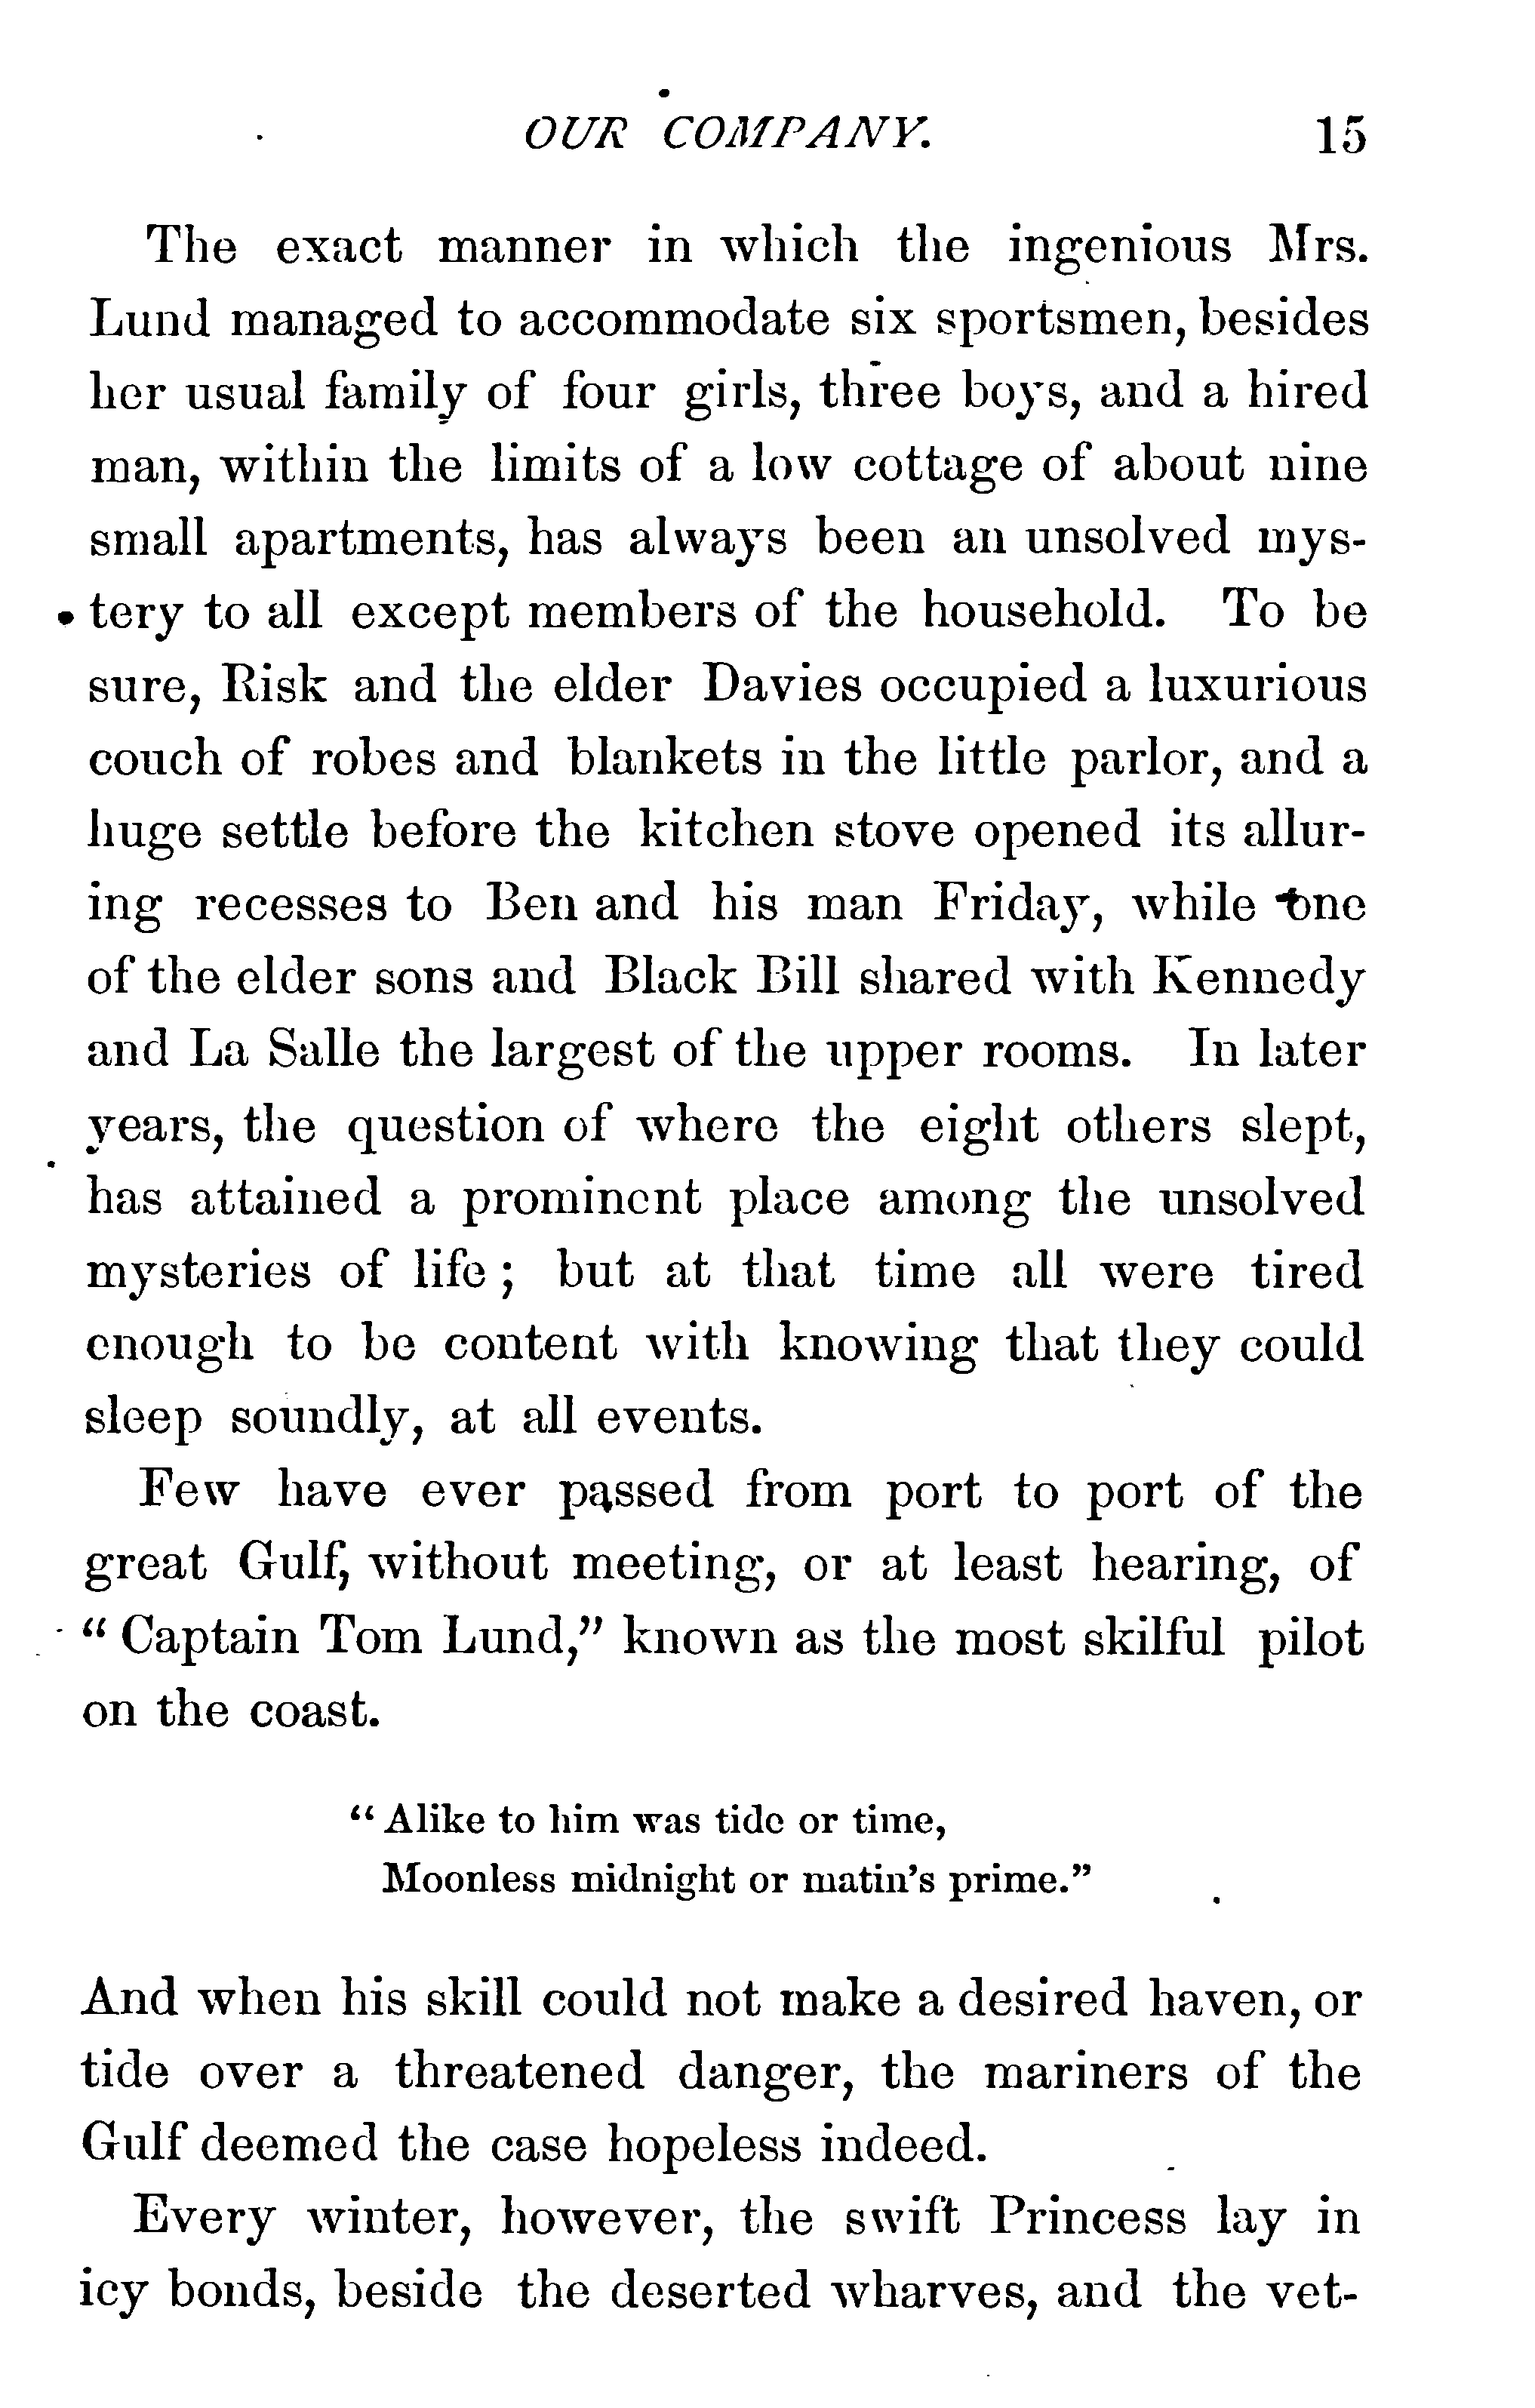 OUR COMPANY. 15
The exact manner in which the ingenious Mrs.
Lund managed to accommodate six sportsmen, besides
her usual family of four girls, three boys, and a hired
man, within the limits of a low cottage of about nine
small apartments, has always been an unsolved mys-
tery to all except members of the household. To be
sure, Risk and the elder Davies occupied a luxurious
couch of robes and blankets in the little parlor, and a
huge settle before the kitchen stove opened its allur-
ing recesses to Ben and his man Friday, while one
of the elder sons and Black Bill shared with Kennedy
and La Salle the largest of the upper rooms. In later
years, the question of where the eight others slept,
has attained a prominent place among the unsolved
mysteries of life; but at that time all were tired
enough to be content with knowing that they could
sleep soundly, at all events.
Few have ever passed from port to port of the
great Gulf, without meeting, or at least hearing, of
"Captain Tom Lund," known as the most skilful pilot
on the coast.
"Alike to him was tide or time,
Moonless midnight or matin's prime."
And when his skill could not make a desired haven, or
tide over a threatened danger, the mariners of the
Gulf deemed the case hopeless indeed.
Every winter, however, the swift Princess lay in
icy bonds, beside the deserted wharves, and the vet-